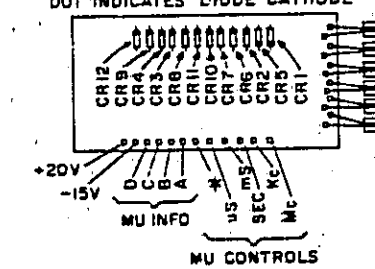 DOT INDICATES DIODE CATHODE
CR12
CR9
CR4
CR3
CR8
CR11
CR10
CR7
CR6
CR2
CR5
CR1
+20V
-15V
D
C
B
A
*
us
mS
SEC
Kc
Mc
MU INFO
MU CONTROLS